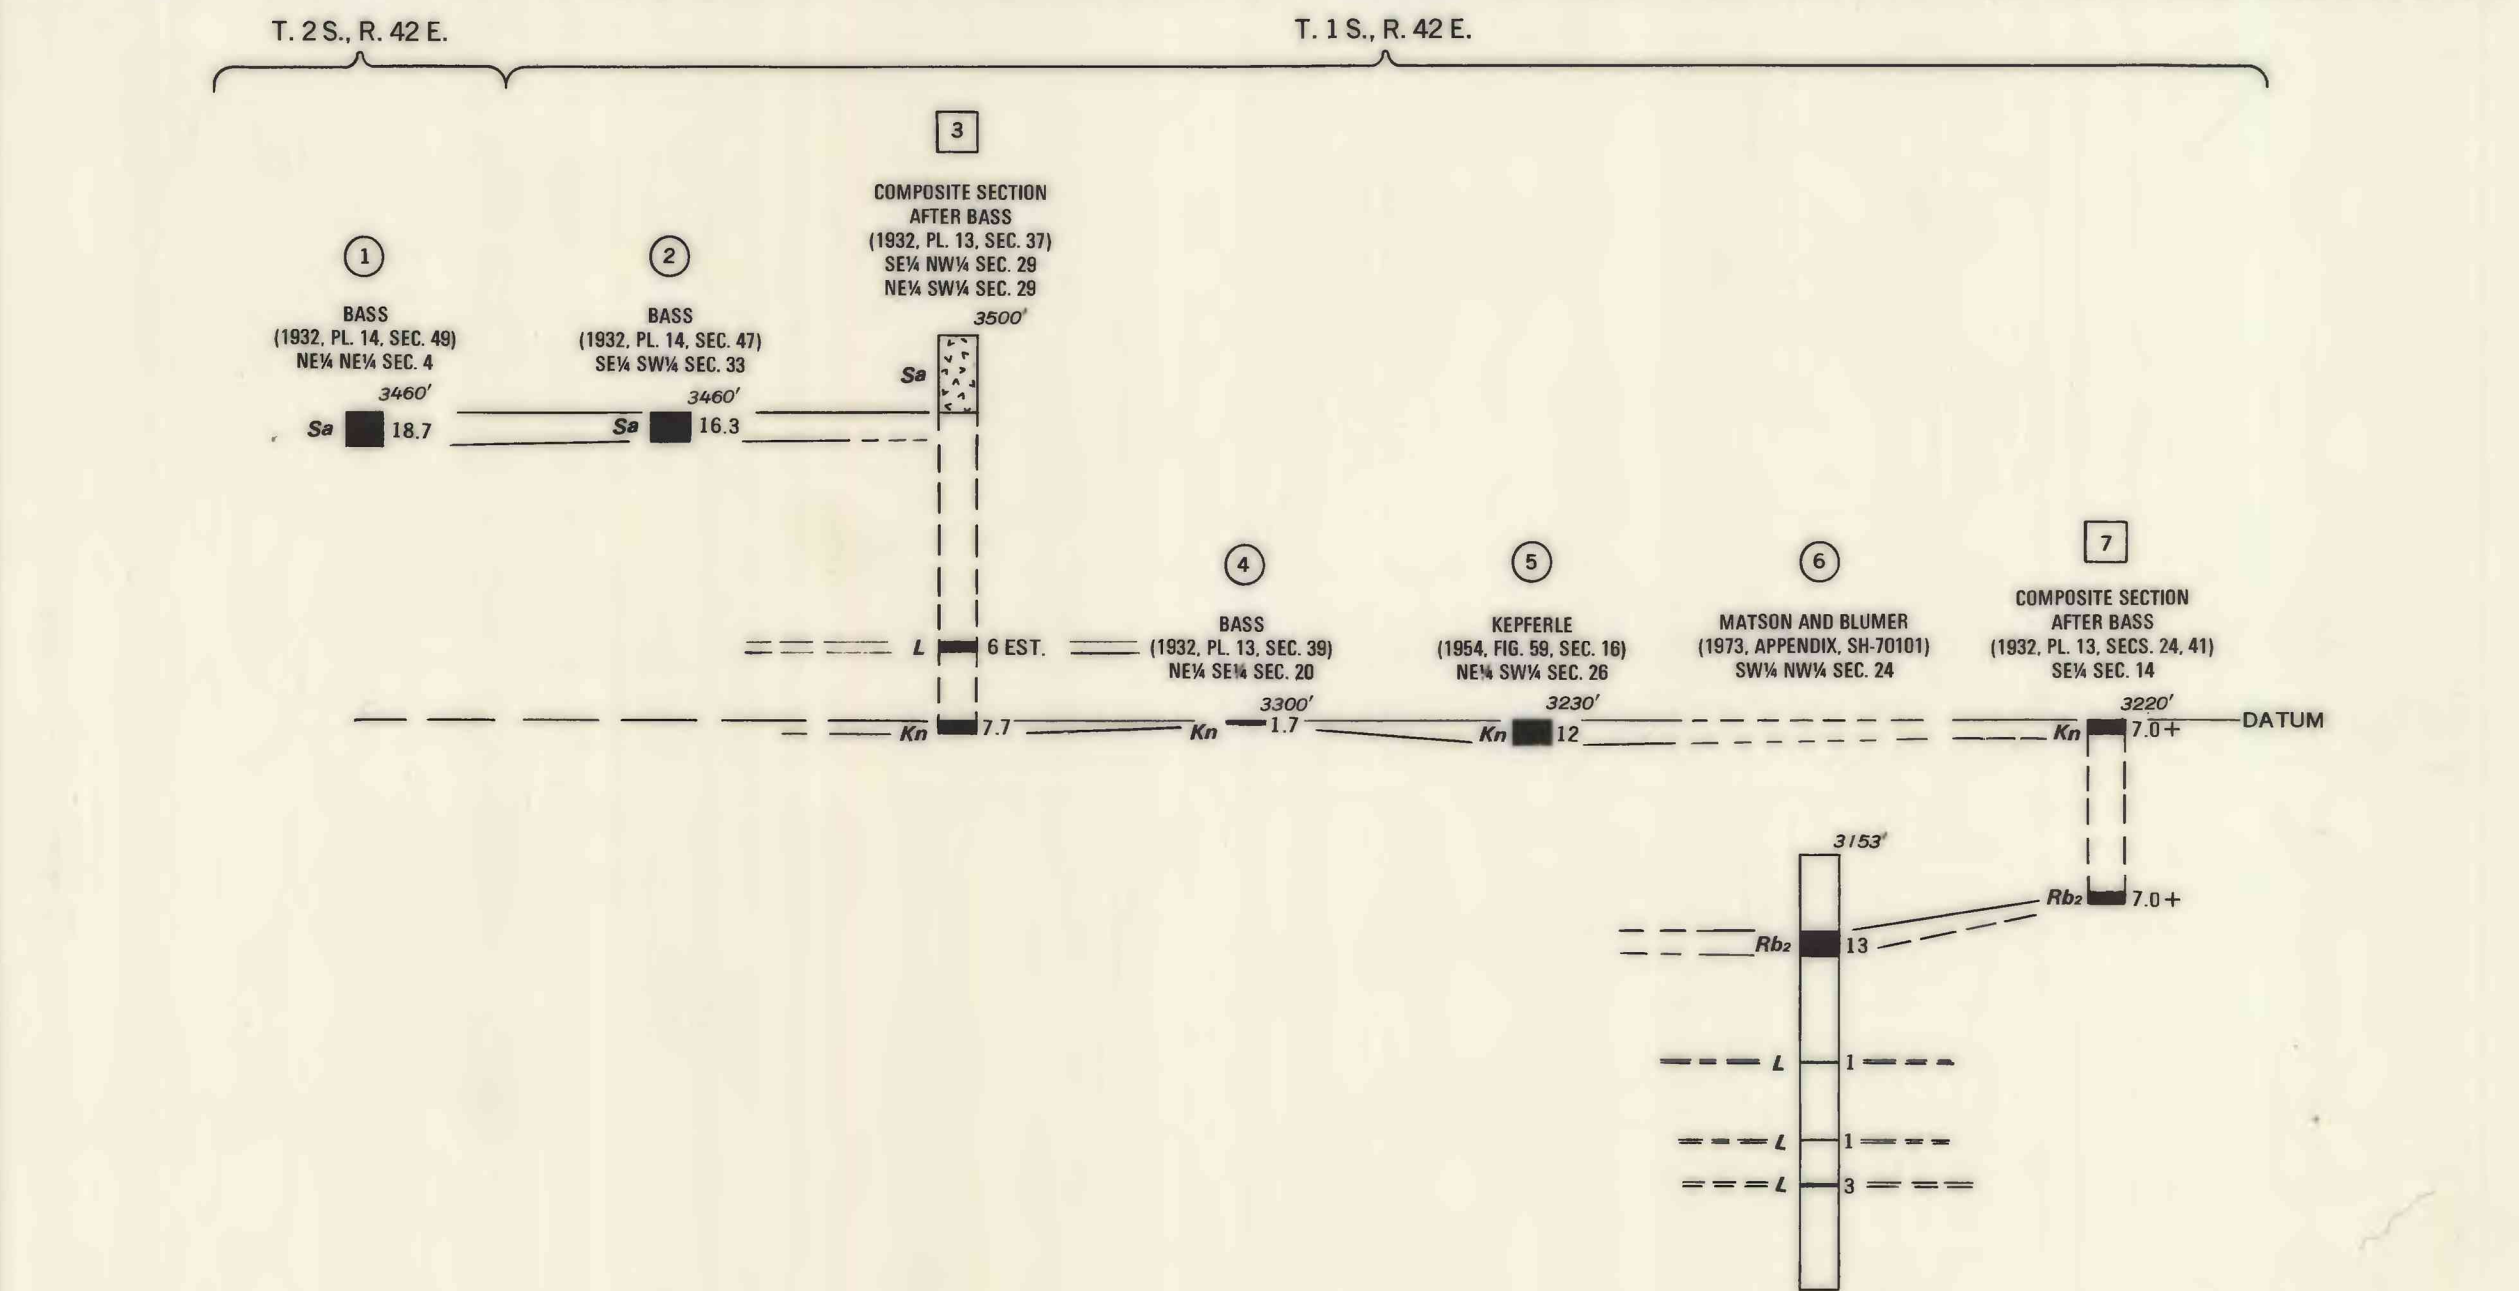 T. 2 S., R. 42 E.
T. 1 S., R. 42 E.
3
COMPOSITE SECTION
AFTER BASS
(1932, PL. 13, SEC. 37)
SE¼ NW¼ SEC. 29
NE¼ SW¼ SEC. 29
3500'
Sa
1
BASS
(1932, PL. 14, SEC. 49)
NE¼ NE¼ SEC. 4
3460'
Sa 18.7
2
BASS
(1932, PL. 14, SEC. 47)
SE¼ SW¼ SEC. 33
3460'
Sa 16.3
L 6 EST.
Kn 7.7
4
BASS
(1932, PL. 13, SEC. 39)
NE¼ SE¼ SEC. 20
3300'
Kn 1.7
5
KEPFERLE
(1954, FIG. 59, SEC. 16)
NE¼ SW¼ SEC. 26
3230'
Kn 12
6
MATSON AND BLUMER
(1973, APPENDIX, SH-70101)
SW¼ NW¼ SEC. 24
3153'
Rb₂ 13
L 1
L 1
L 3
7
COMPOSITE SECTION
AFTER BASS
(1932, PL. 13, SECS. 24, 41)
SE¼ SEC. 14
3220'
Kn 7.0+
DATUM
Rb₂ 7.0+